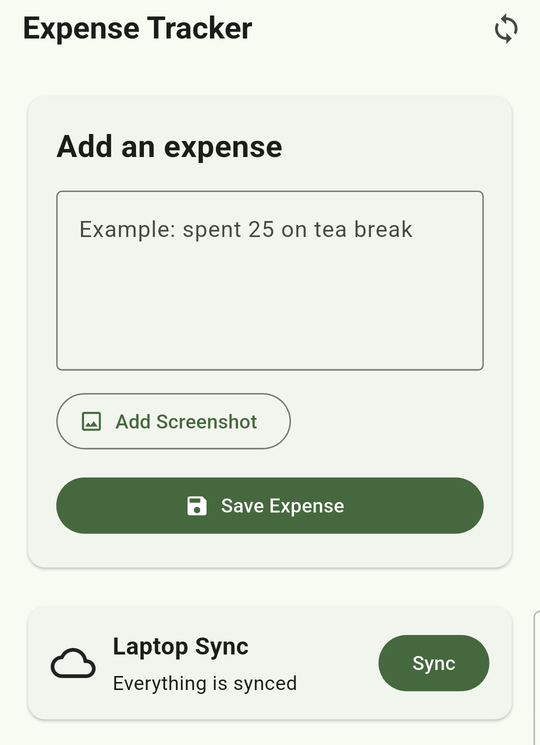 Expense Tracker
Add an expense
Example: spent 25 on tea break
Add Screenshot
Save Expense
Laptop Sync
Everything is synced
Sync